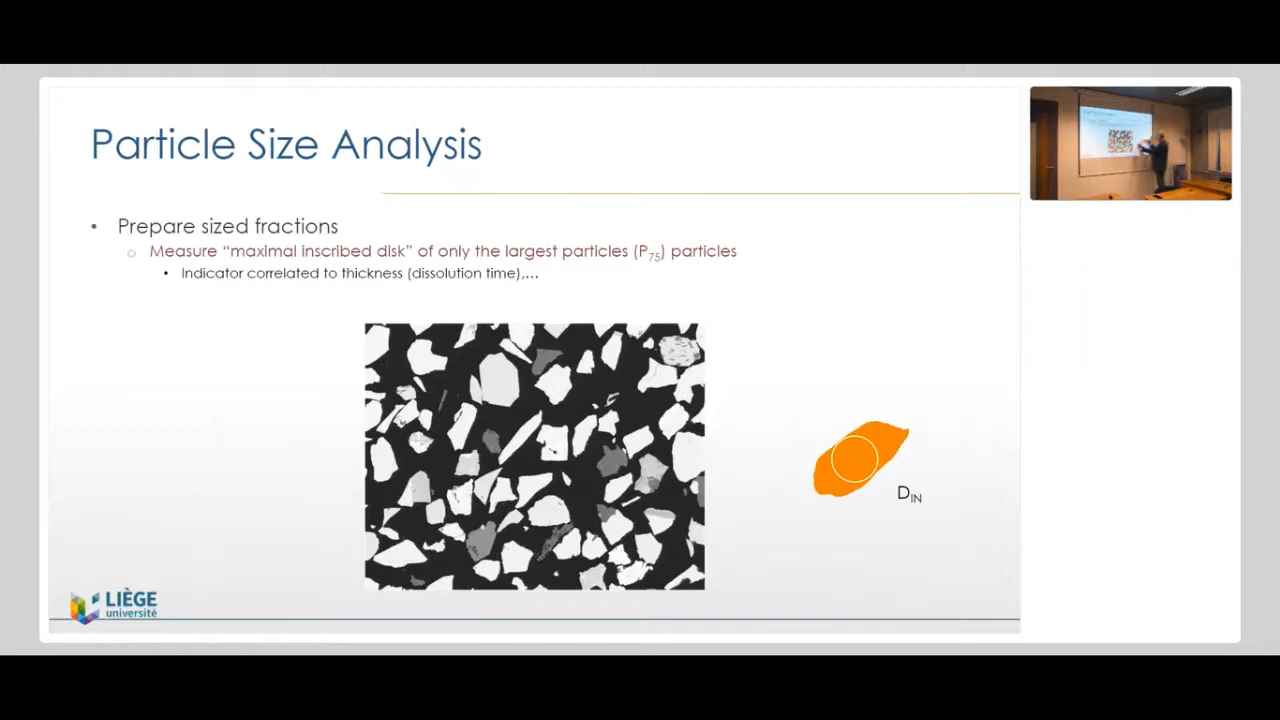 Particle Size Analysis
• Prepare sized fractions
○ Measure “maximal inscribed disk” of only the largest particles (P75) particles
• Indicator correlated to thickness (dissolution time),...
DIN
LIÈGE
université